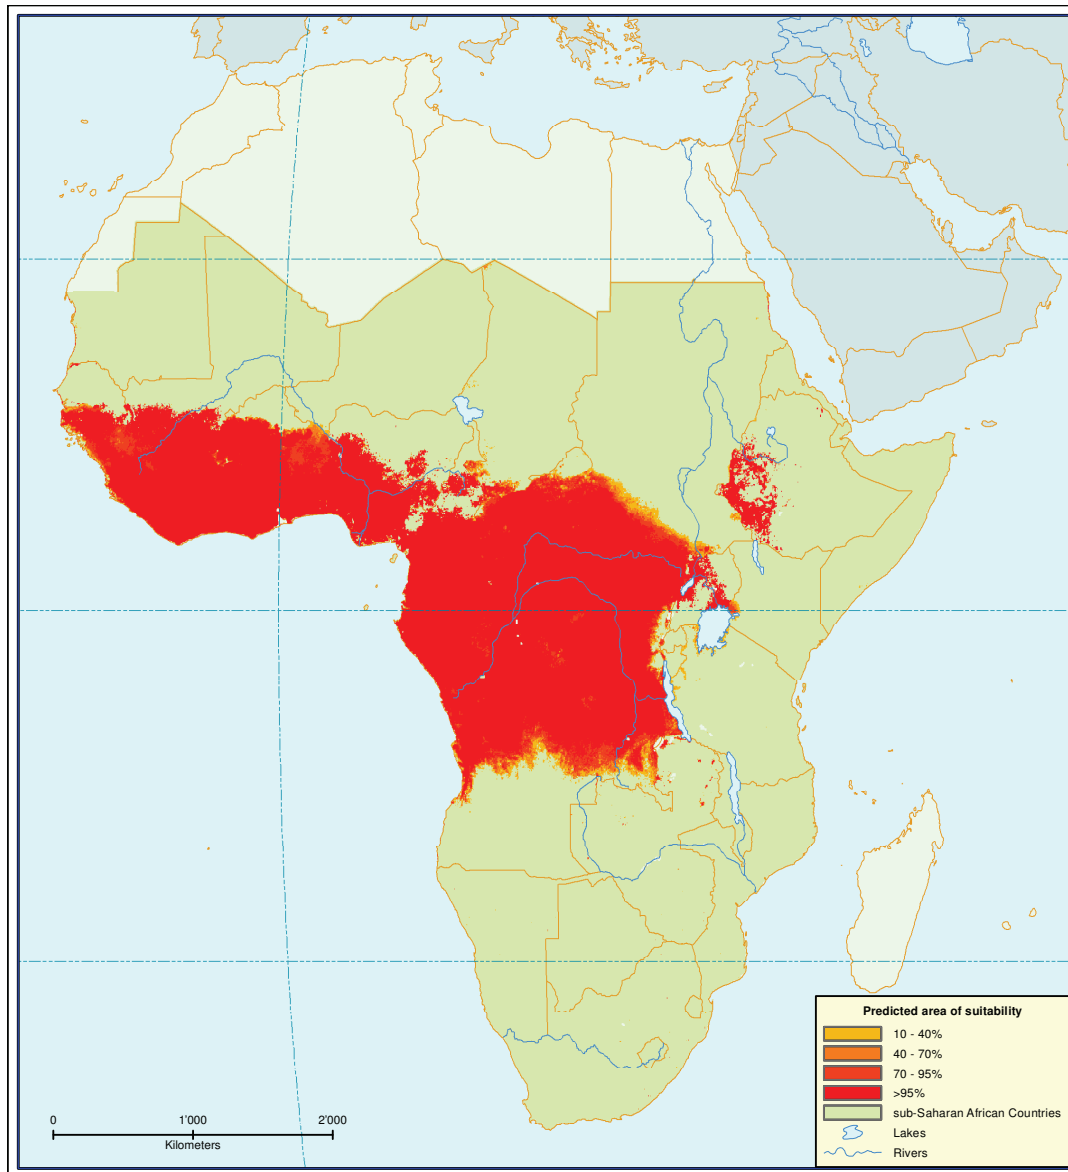 Predicted area of suitability
10 - 40%
40 - 70%
70 - 95%
>95%
sub-Saharan African Countries
Lakes
Rivers
0 1'000 2'000
Kilometers